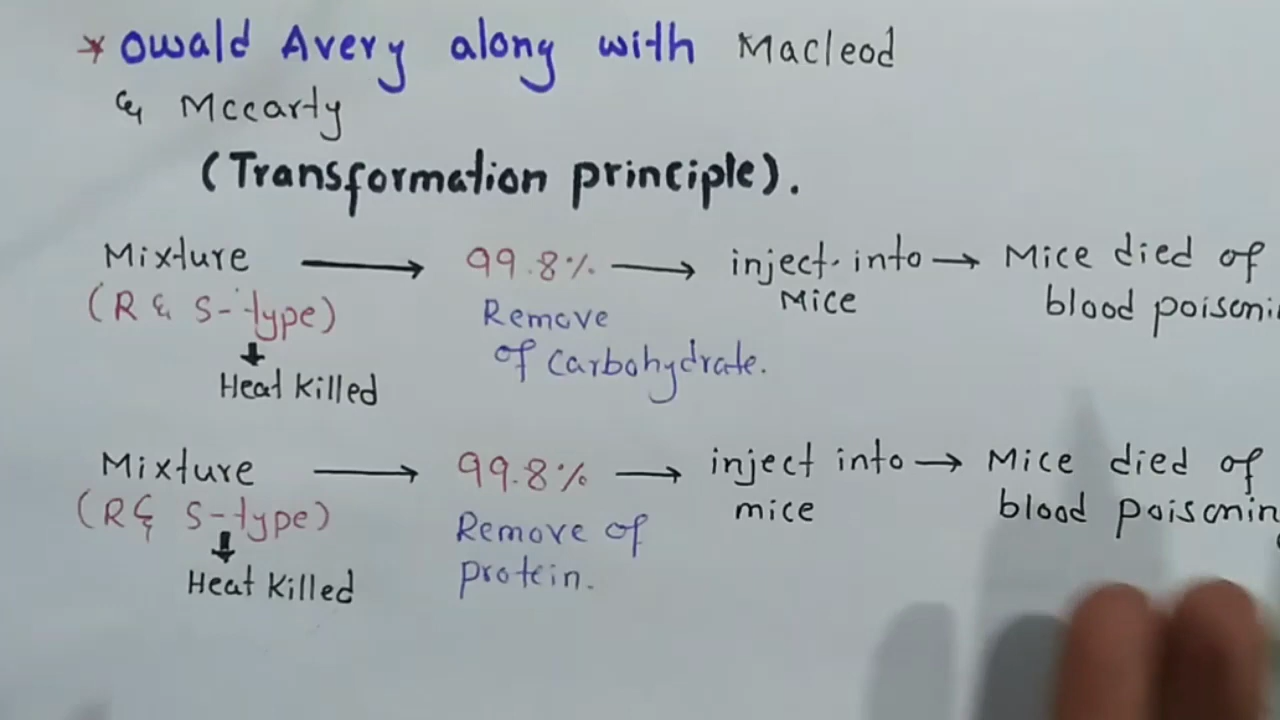 * Owald Avery along with Macleod
& Mccarty
(Transformation principle).
Mixture → 99.8% → inject into → Mice died of
(R & S-type) Remove Mice blood poisoni
of Carbohydrate.
Heat Killed
Mixture → 99.8% → inject into → Mice died of
(R & S-type) Remove of mice blood poisonin
Heat Killed protein.